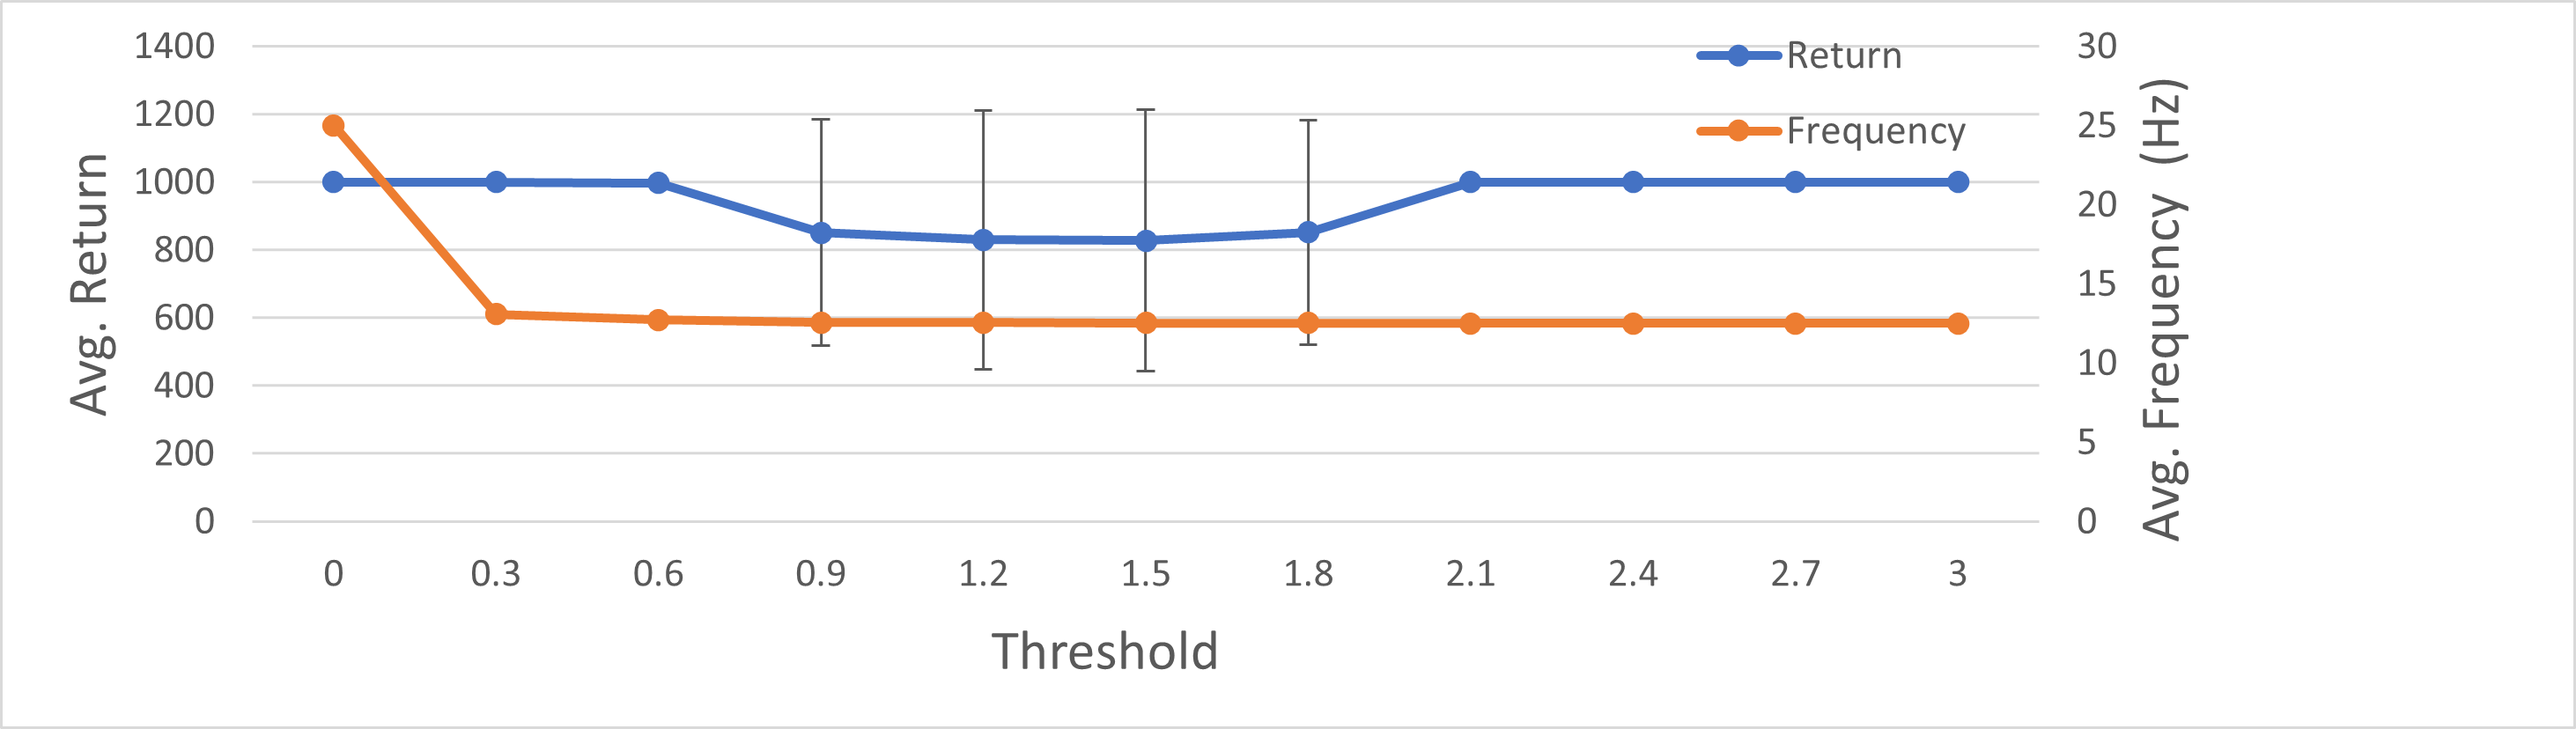 1400
1200
1000
800
600
400
200
0
Avg. Return
Return
Frequency
30
25
20
15
10
5
0
Avg. Frequency (Hz)
0 0.3 0.6 0.9 1.2 1.5 1.8 2.1 2.4 2.7 3
Threshold